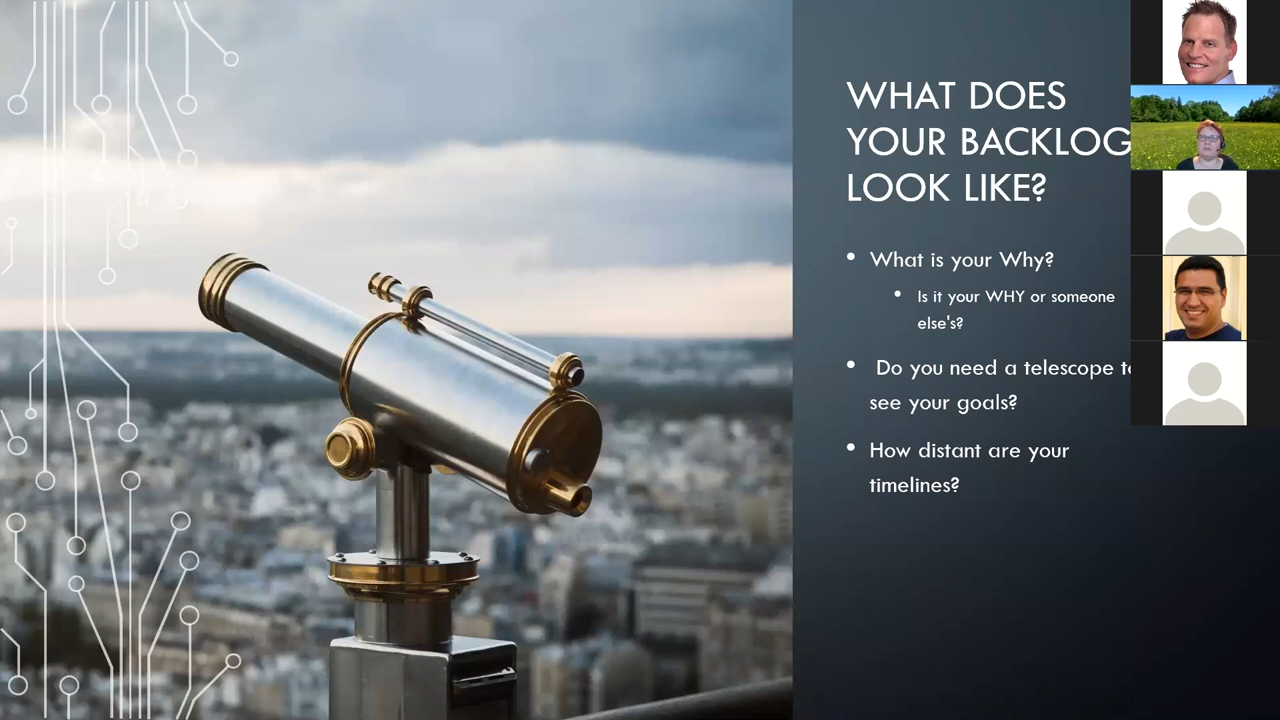 WHAT DOES
YOUR BACKLOG
LOOK LIKE?
• What is your Why?
• Is it your WHY or someone
else's?
• Do you need a telescope
see your goals?
• How distant are your
timelines?